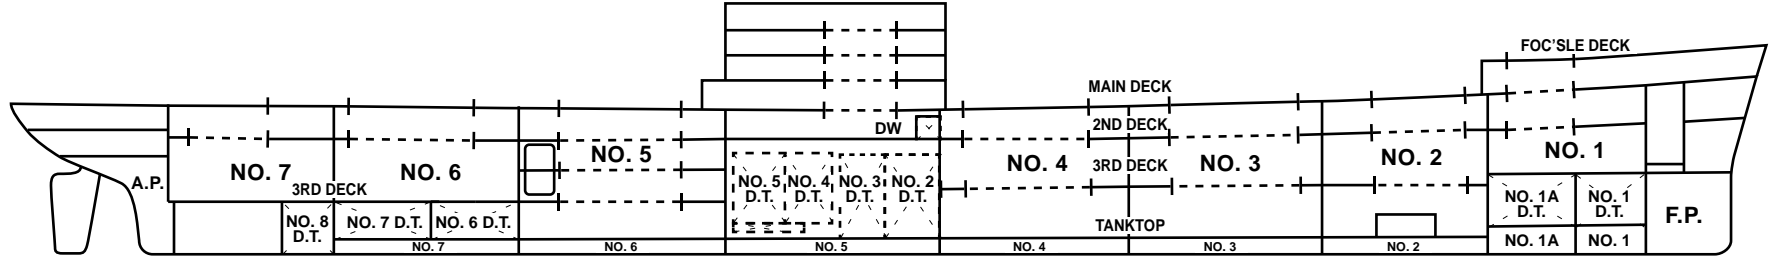 FOC'SLE DECK
MAIN DECK
DW
2ND DECK
NO. 7
NO. 6
NO. 5
NO. 4
3RD DECK
NO. 3
NO. 2
NO. 1
A.P.
3RD DECK
NO. 8
D.T.
NO. 7 D.T.
NO. 6 D.T.
NO. 5
D.T.
NO. 4
D.T.
NO. 3
D.T.
NO. 2
D.T.
NO. 1A
D.T.
NO. 1
D.T.
F.P.
TANKTOP
NO. 7
NO. 6
NO. 5
NO. 4
NO. 3
NO. 2
NO. 1A
NO. 1